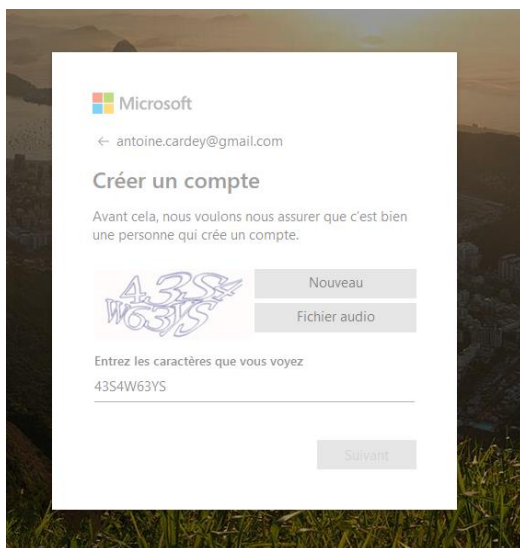 Microsoft
← antoine.cardey@gmail.com
Créer un compte
Avant cela, nous voulons nous assurer que c'est bien
une personne qui crée un compte.
Nouveau
Fichier audio
Entrez les caractères que vous voyez
43S4W63YS
Suivant